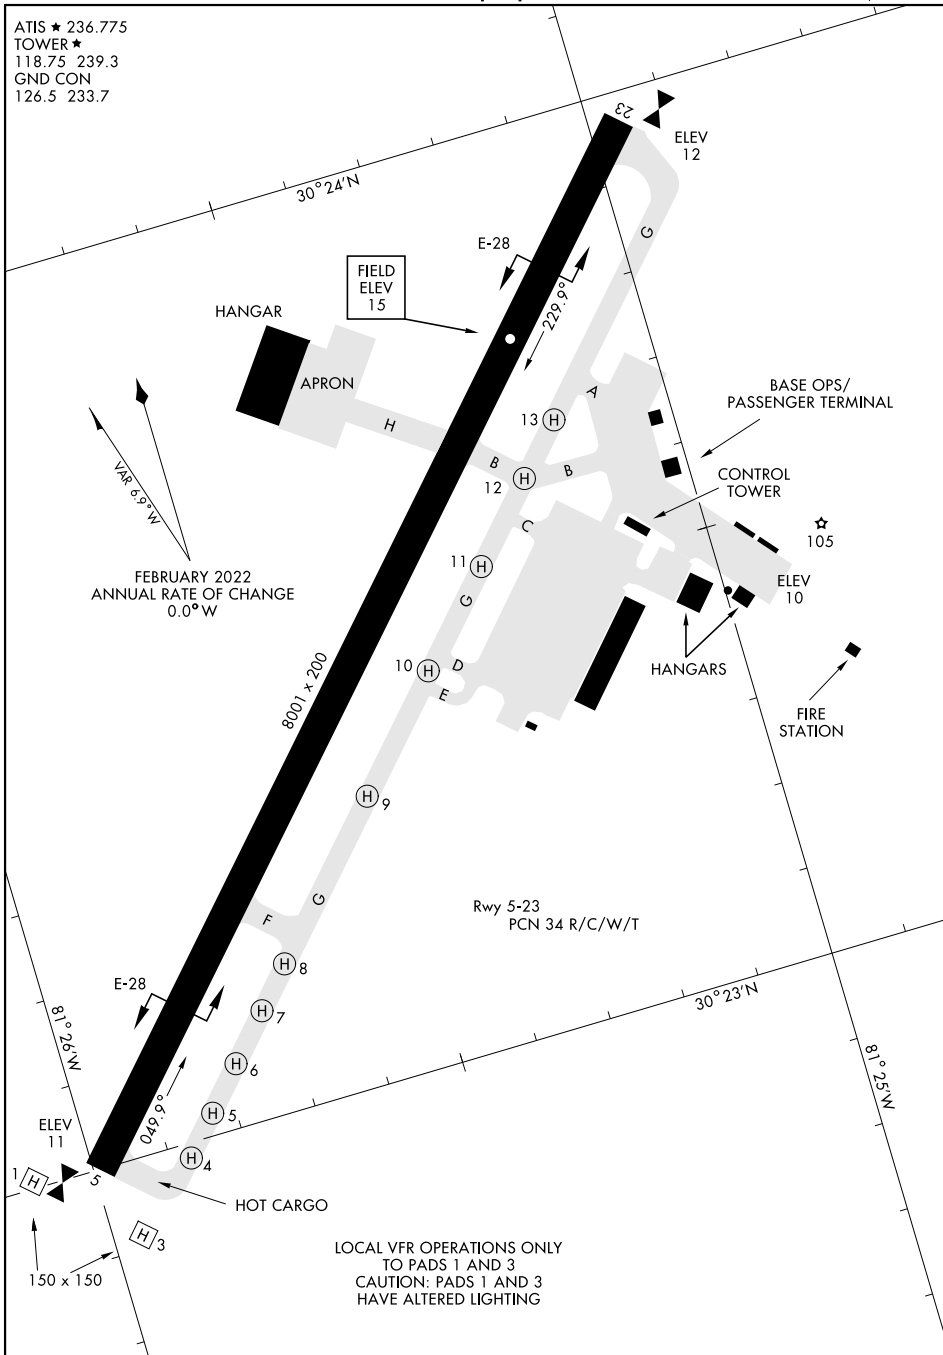 ATIS ★ 236.775
TOWER ★
118.75 239.3
GND CON
126.5 233.7
23
ELEV
12
30°24'N
G
E-28
FIELD
ELEV
15
229.9°
HANGAR
APRON
A
BASE OPS/
PASSENGER TERMINAL
H
13 H
B
B
12 H
CONTROL
TOWER
VAR 6.9° W
C
105
11 H
FEBRUARY 2022
ANNUAL RATE OF CHANGE
0.0° W
ELEV
10
G
HANGARS
10 H
D
E
8001 x 200
FIRE
STATION
H 9
G
F
Rwy 5-23
PCN 34 R/C/W/T
H 8
E-28
30°23'N
H 7
81°26'W
H 6
81°25'W
049.9°
H 5
ELEV
11
H 4
1 H
5
HOT CARGO
H 3
150 x 150
LOCAL VFR OPERATIONS ONLY
TO PADS 1 AND 3
CAUTION: PADS 1 AND 3
HAVE ALTERED LIGHTING